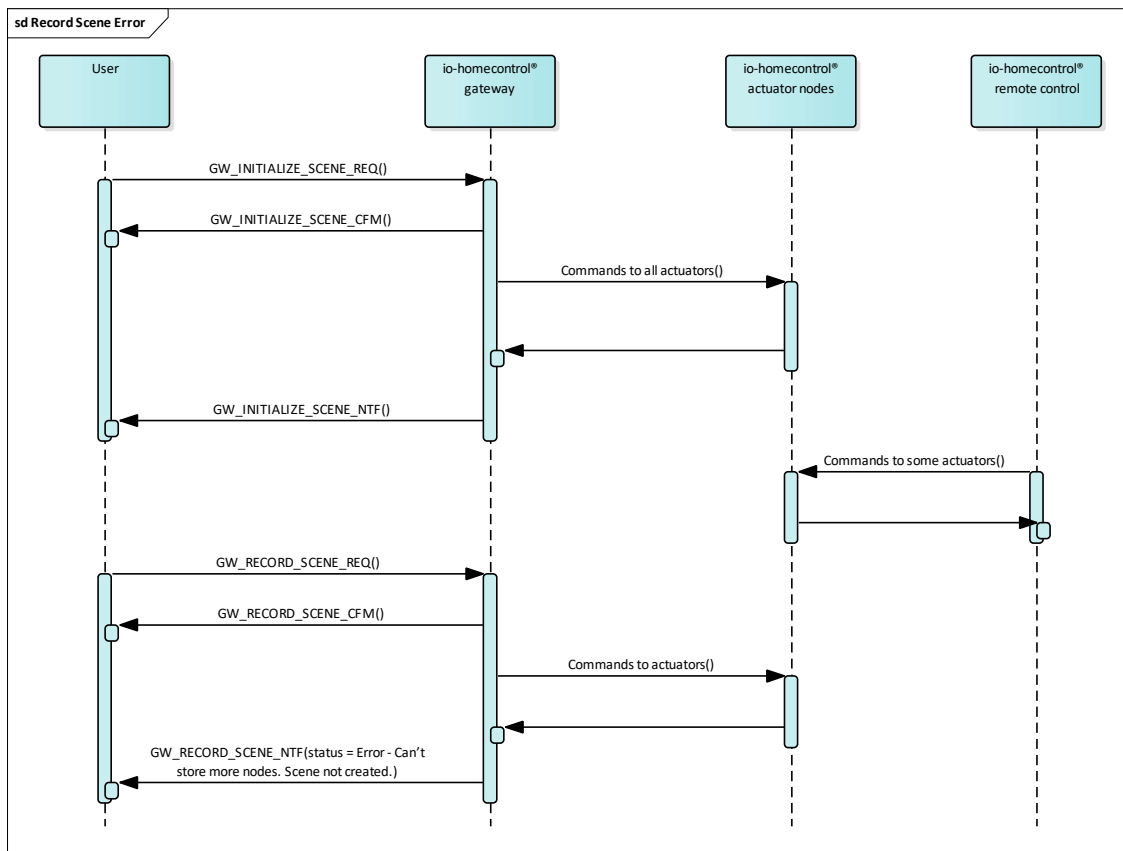 sd Record Scene Error
User
io-homecontrol®
gateway
io-homecontrol®
actuator nodes
io-homecontrol®
remote control
GW_INITIALIZE_SCENE_REQ()
GW_INITIALIZE_SCENE_CFM()
Commands to all actuators()
GW_INITIALIZE_SCENE_NTF()
Commands to some actuators()
GW_RECORD_SCENE_REQ()
GW_RECORD_SCENE_CFM()
Commands to actuators()
GW_RECORD_SCENE_NTF(status = Error - Can’t
store more nodes. Scene not created.)